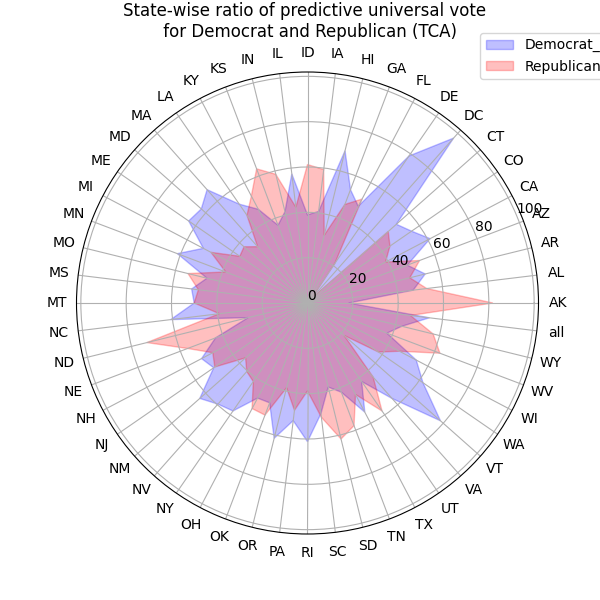 State-wise ratio of predictive universal vote
for Democrat and Republican (TCA)
Democrat_
Republican
ID
IA
HI
GA
FL
DE
DC
CT
CO
CA
AZ
AR
AL
AK
all
WY
WV
WI
WA
VT
VA
UT
TX
TN
SD
SC
RI
PA
OR
OK
OH
NY
NV
NM
NJ
NH
NE
ND
NC
MT
MS
MO
MN
MI
ME
MD
MA
LA
KY
KS
IN
IL
0
20
40
60
80
100